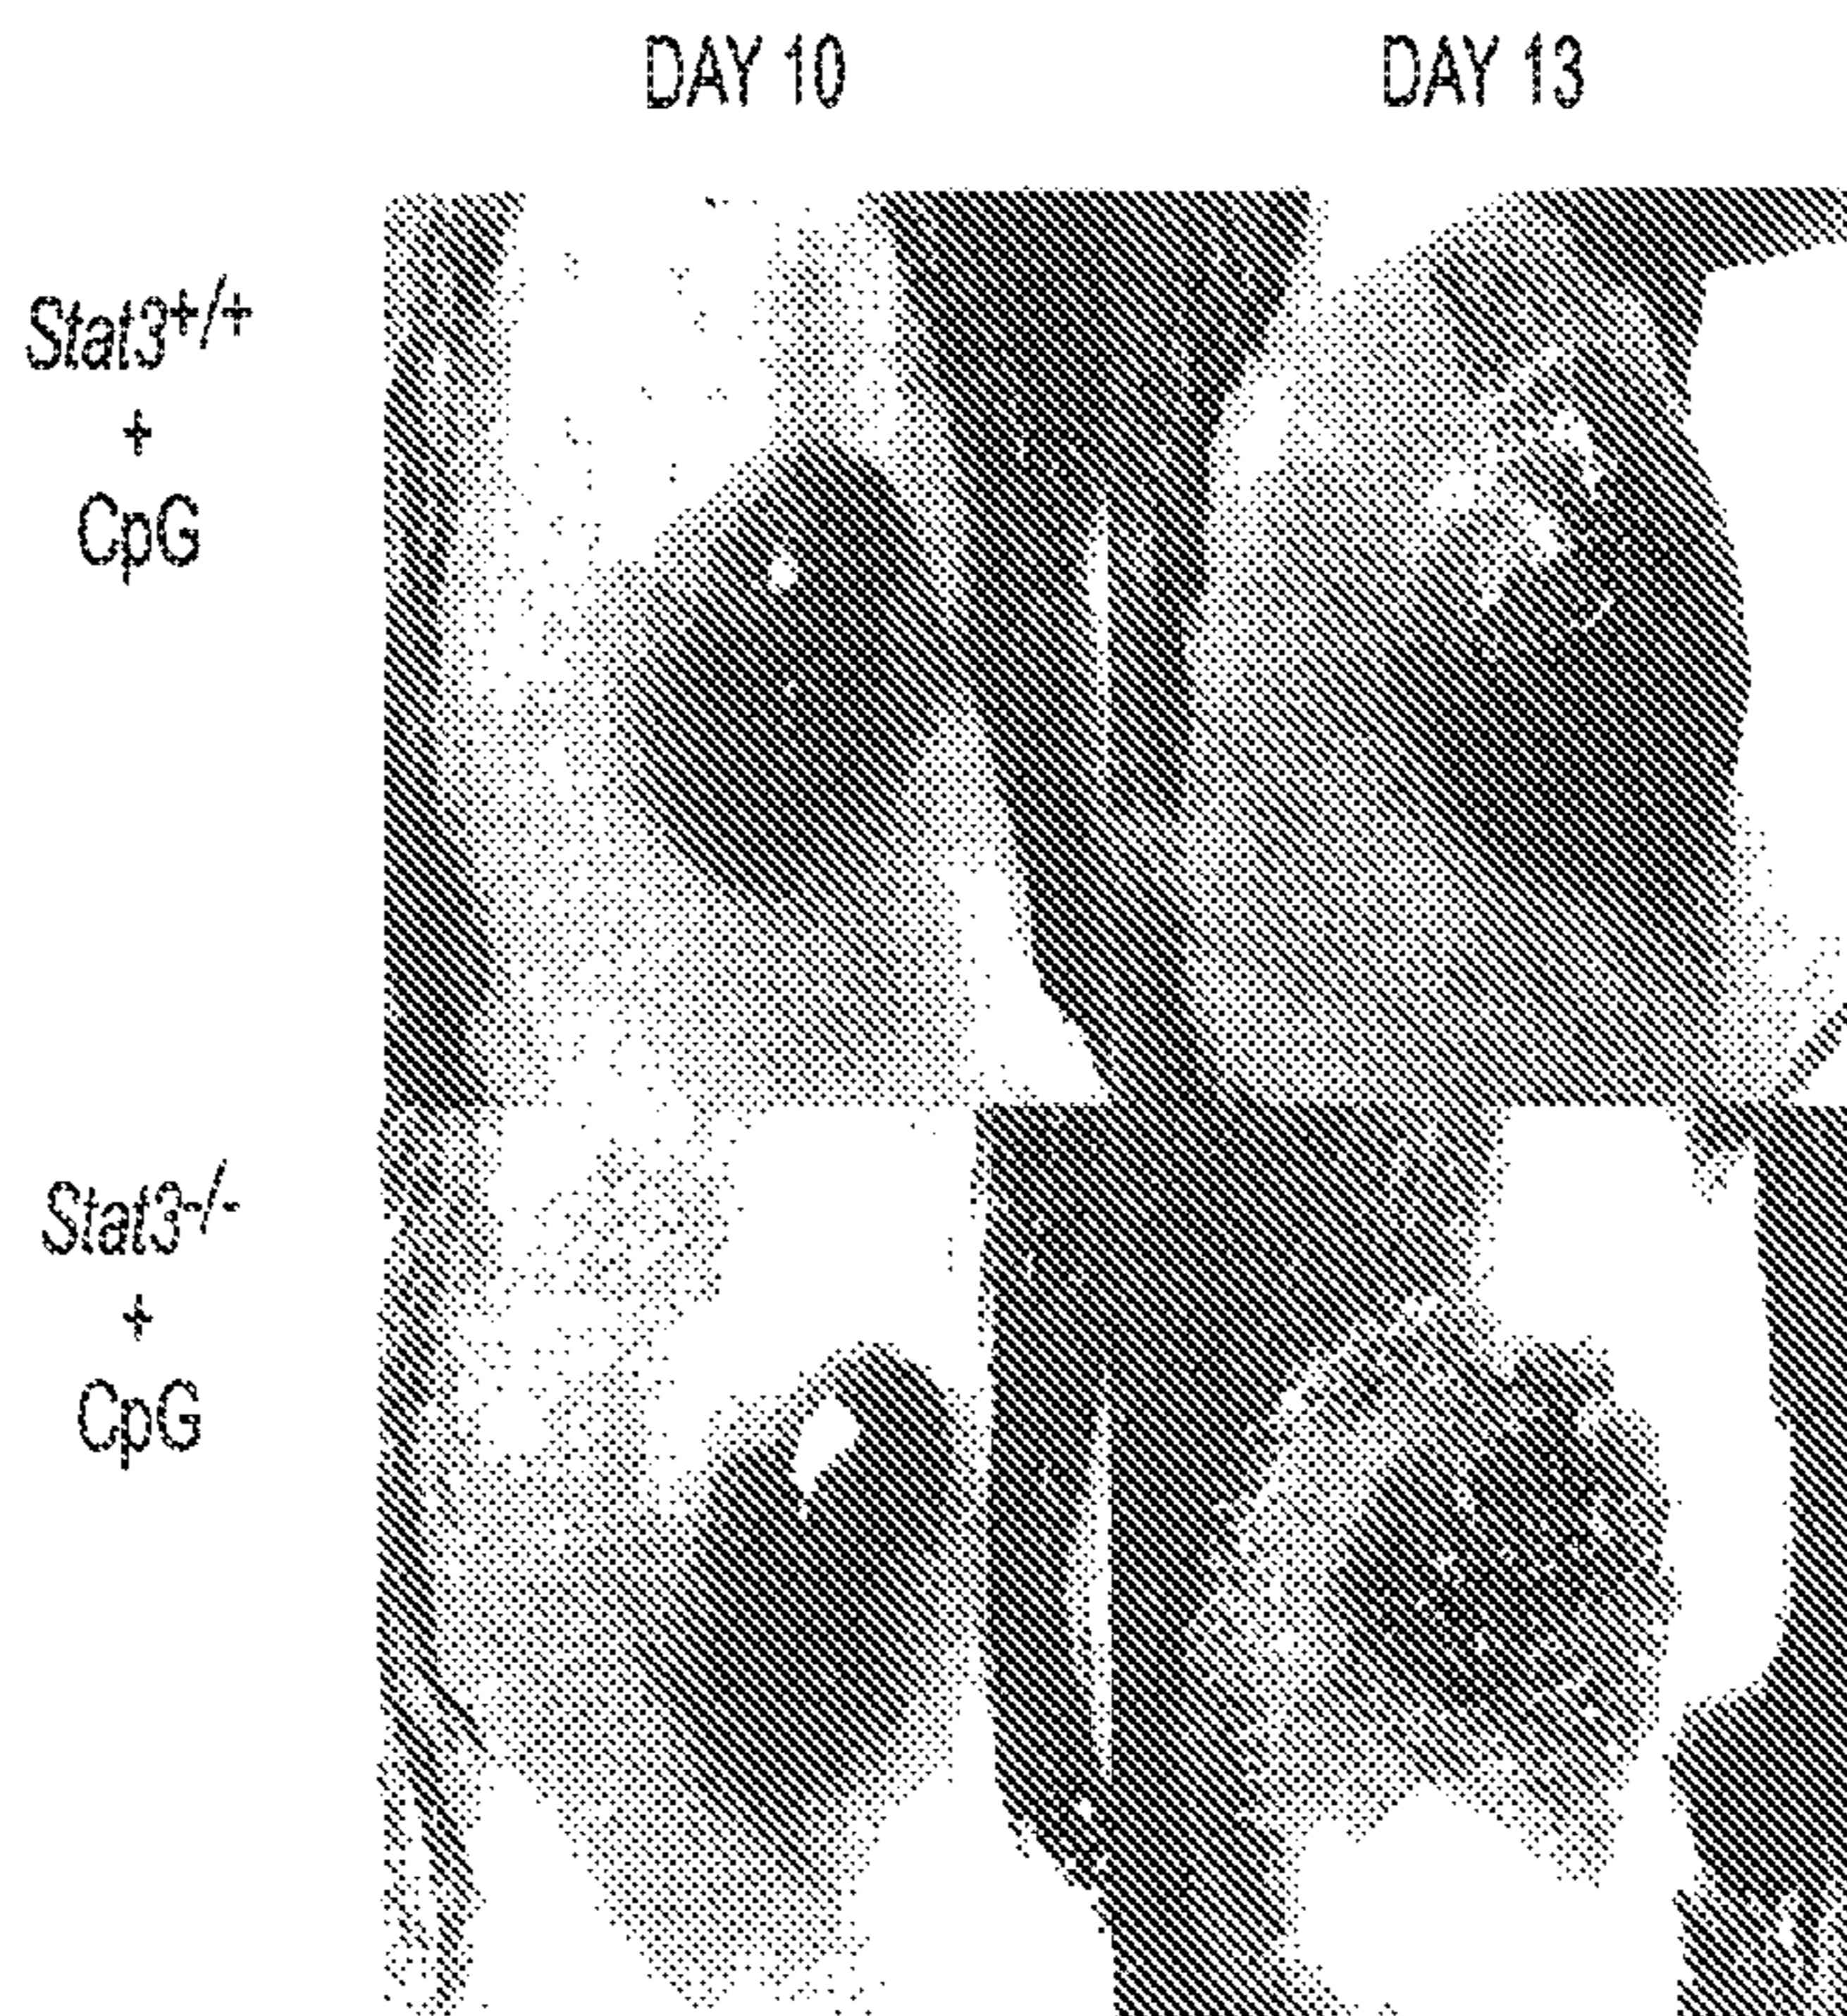 DAY 10 DAY 13
Stat3+/+
+
CpG
Stat3-/-
+
CpG